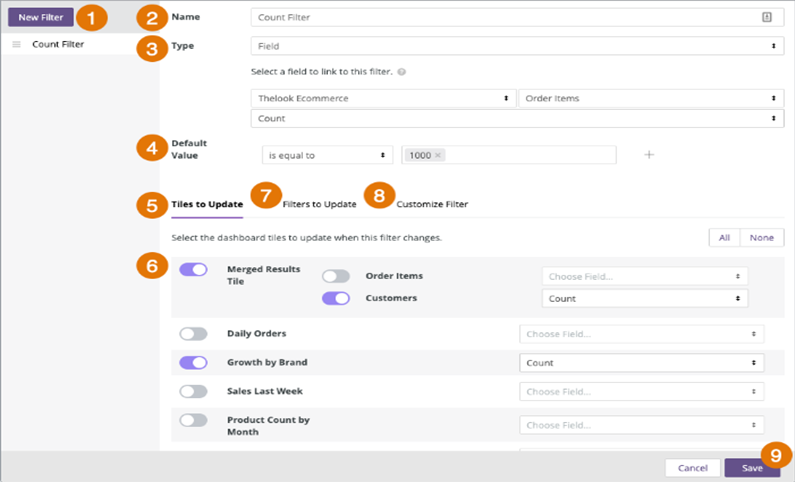 New Filter 1
Count Filter
2 Name Count Filter
3 Type Field
Select a field to link to this filter. ?
Thelook Ecommerce Order Items
Count
4 Default
Value
is equal to 1000 × +
5 Tiles to Update 7 Filters to Update 8 Customize Filter
Select the dashboard tiles to update when this filter changes. All None
6 Merged Results
Tile
Order Items Choose Field...
Customers Count
Daily Orders Choose Field...
Growth by Brand Count
Sales Last Week Choose Field...
Product Count by
Month
Choose Field...
Cancel Save 9